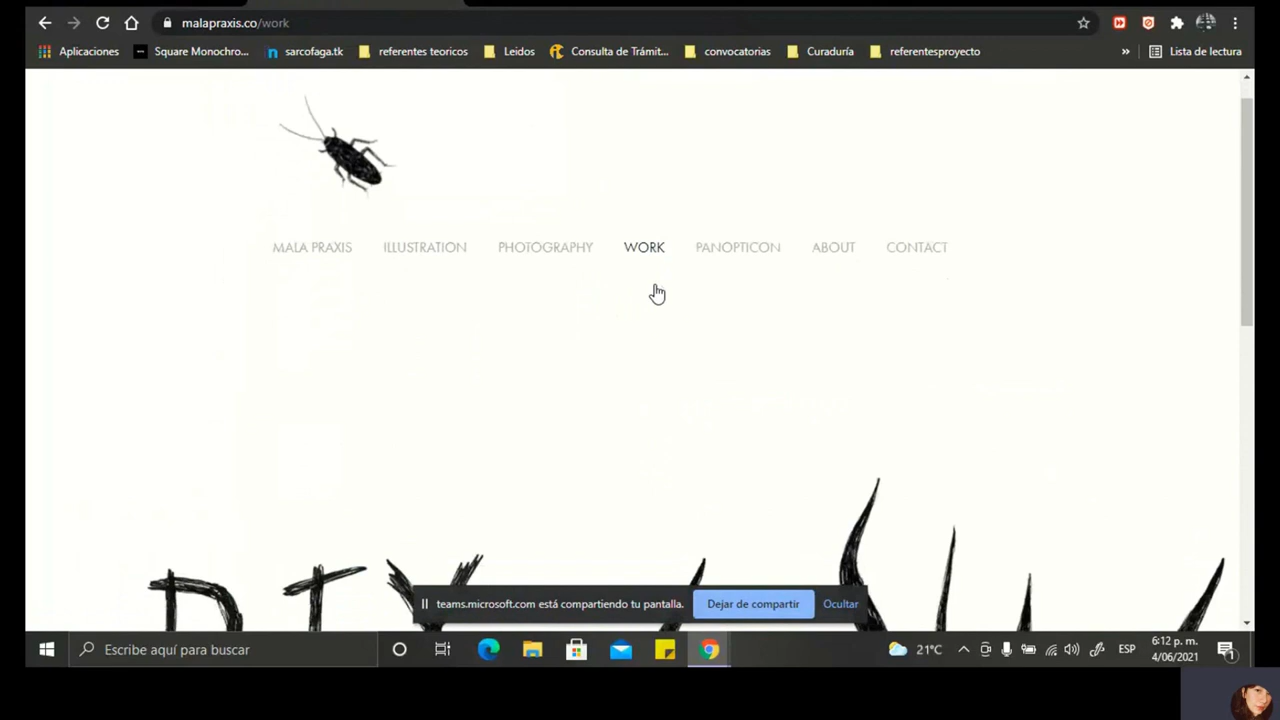 malapraxis.co/work
Aplicaciones Square Monochro... sarcofaga.tk referentes teoricos Leidos Consulta de Trámit... convocatorias Curaduría referentesproyecto » Lista de lectura
MALA PRAXIS ILLUSTRATION PHOTOGRAPHY WORK PANOPTICON ABOUT CONTACT
teams.microsoft.com está compartiendo tu pantalla. Dejar de compartir Ocultar
Escribe aquí para buscar 21°C ESP 6:12 p. m.
4/06/2021 1